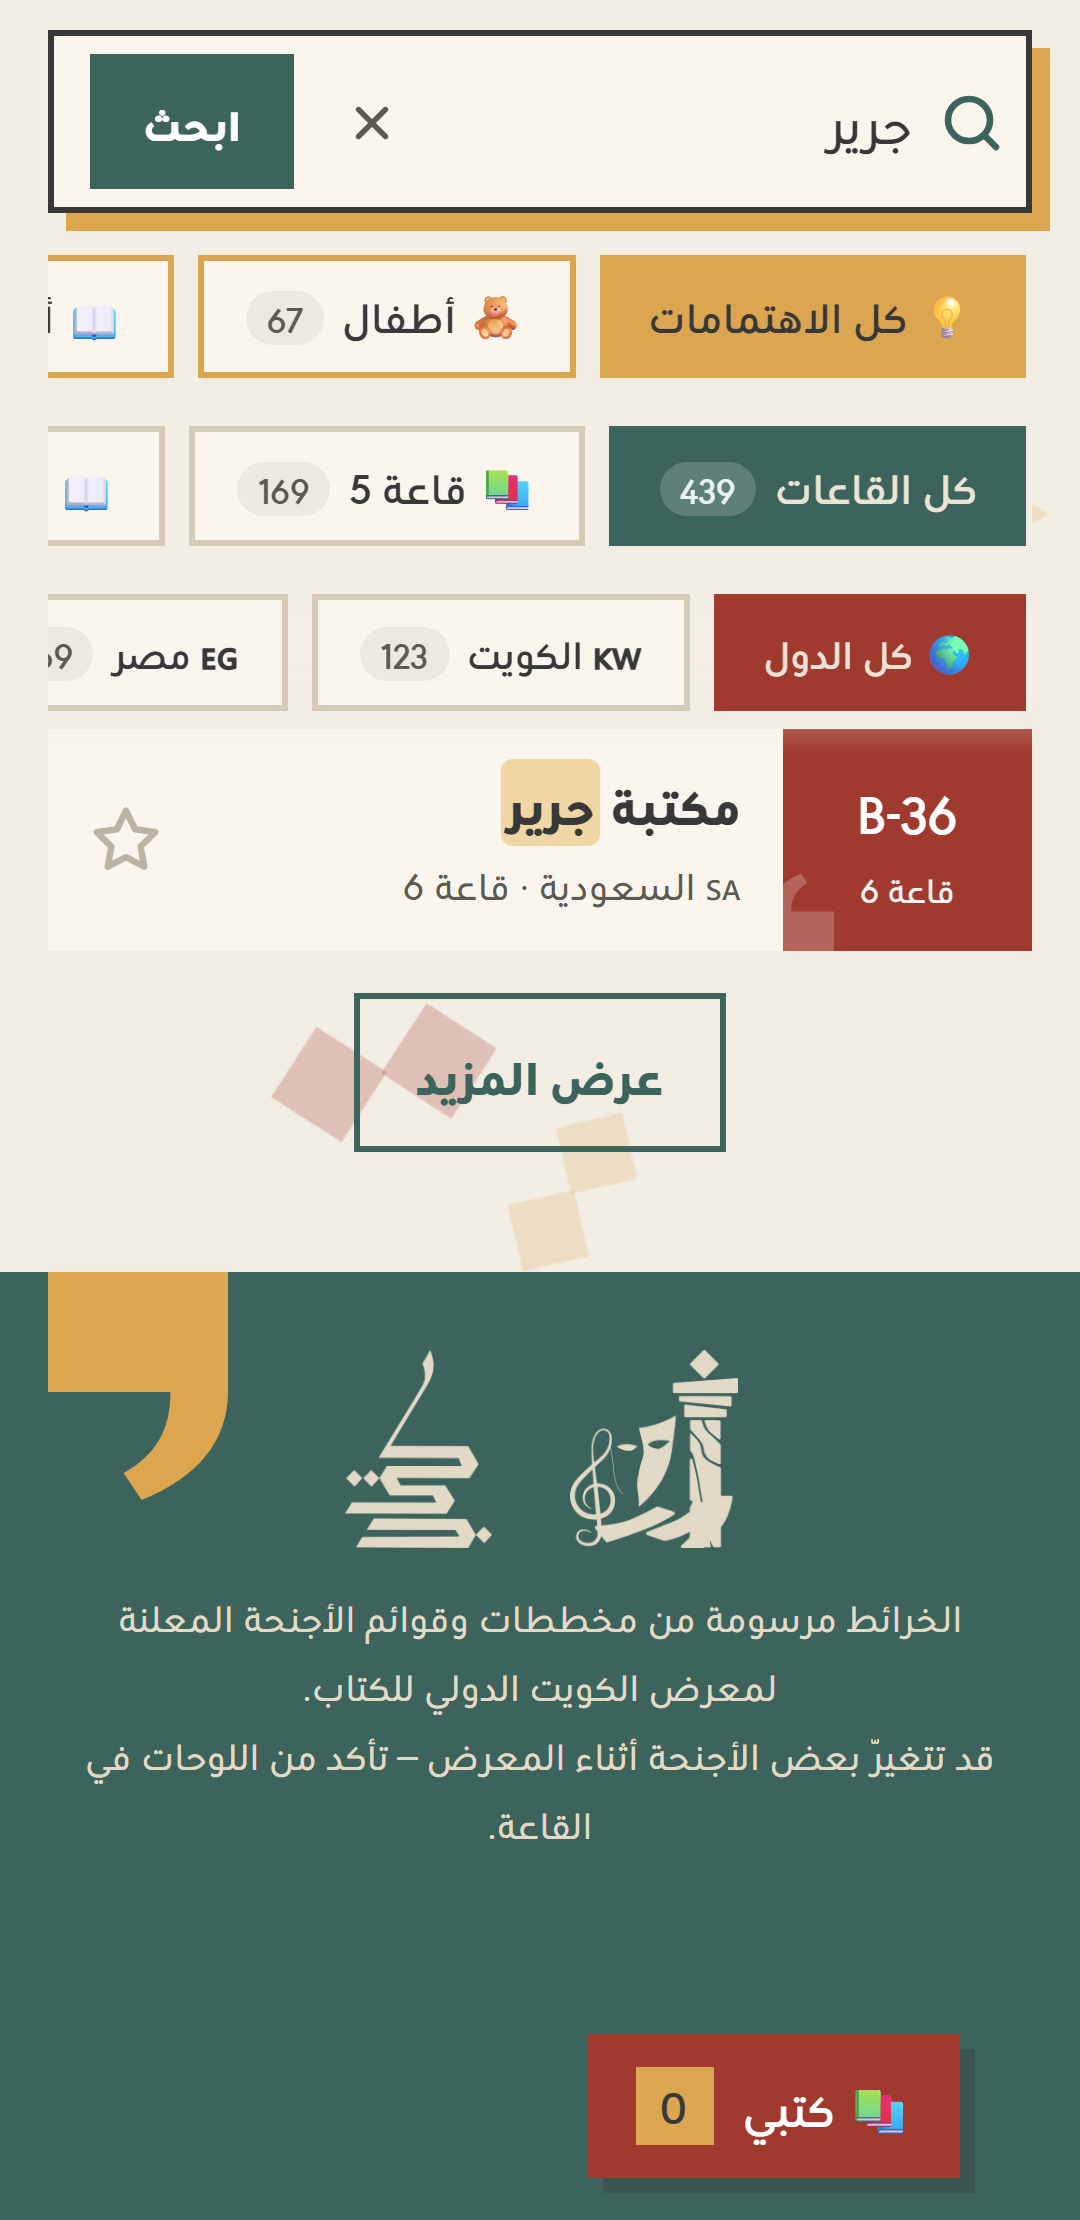 جرير
ابحث
كل الاهتمامات
أطفال 67
كل القاعات 439
قاعة 5 169
كل الدول
KW الكويت 123
EG مصر
B-36
قاعة 6
مكتبة جرير
SA السعودية · قاعة 6
عرض المزيد
الخرائط مرسومة من مخططات وقوائم الأجنحة المعلنة
لمعرض الكويت الدولي للكتاب.
قد تتغيّر بعض الأجنحة أثناء المعرض – تأكد من اللوحات في
القاعة.
كتبي 0